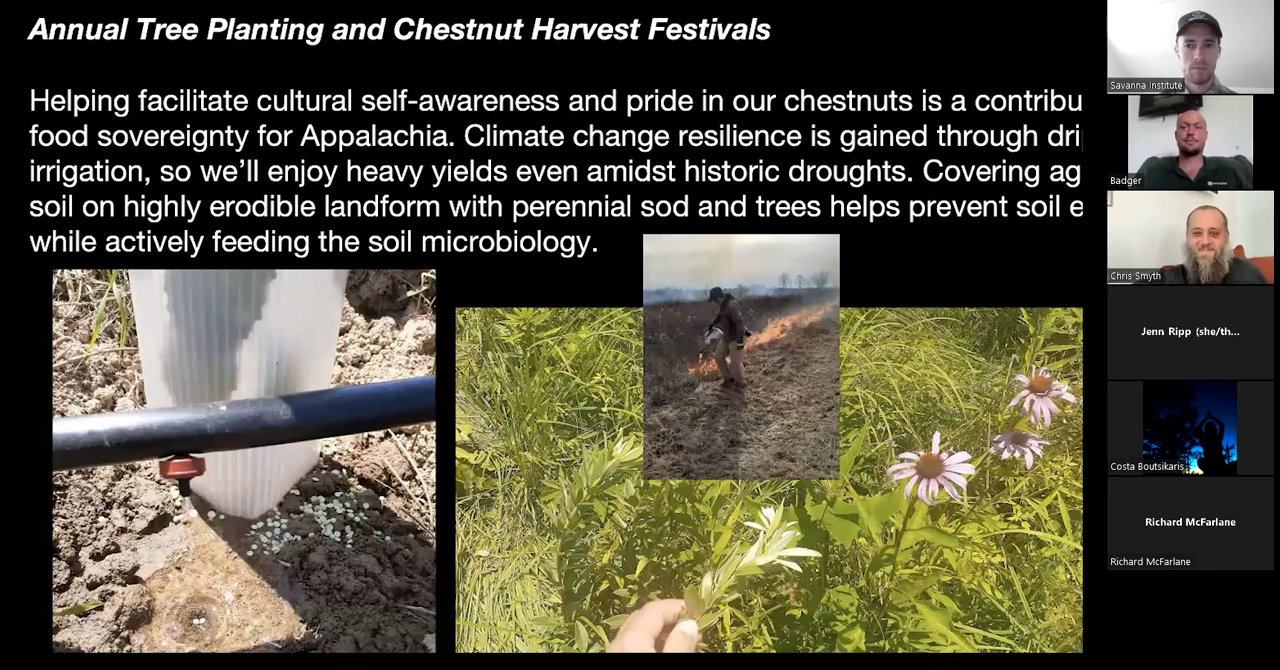 Annual Tree Planting and Chestnut Harvest Festivals
Helping facilitate cultural self-awareness and pride in our chestnuts is a contribu
food sovereignty for Appalachia. Climate change resilience is gained through dri
irrigation, so we'll enjoy heavy yields even amidst historic droughts. Covering ag
soil on highly erodible landform with perennial sod and trees helps prevent soil e
while actively feeding the soil microbiology.
Savanna Institute
Badger
Chris Smyth
Jenn Ripp (she/th...
Costa Boutsikaris
Richard McFarlane
Richard McFarlane